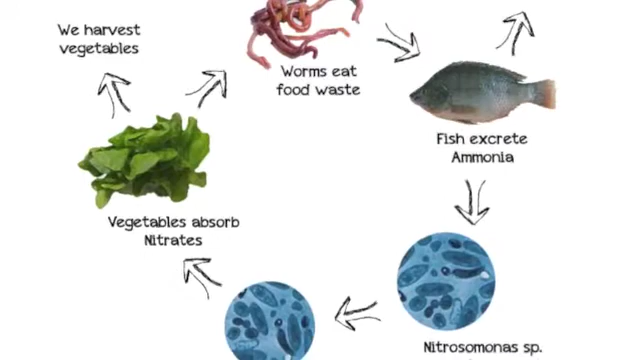 We harvest
vegetables
Worms eat
food waste
Fish excrete
Ammonia
Vegetables absorb
Nitrates
Nitrosomonas sp.